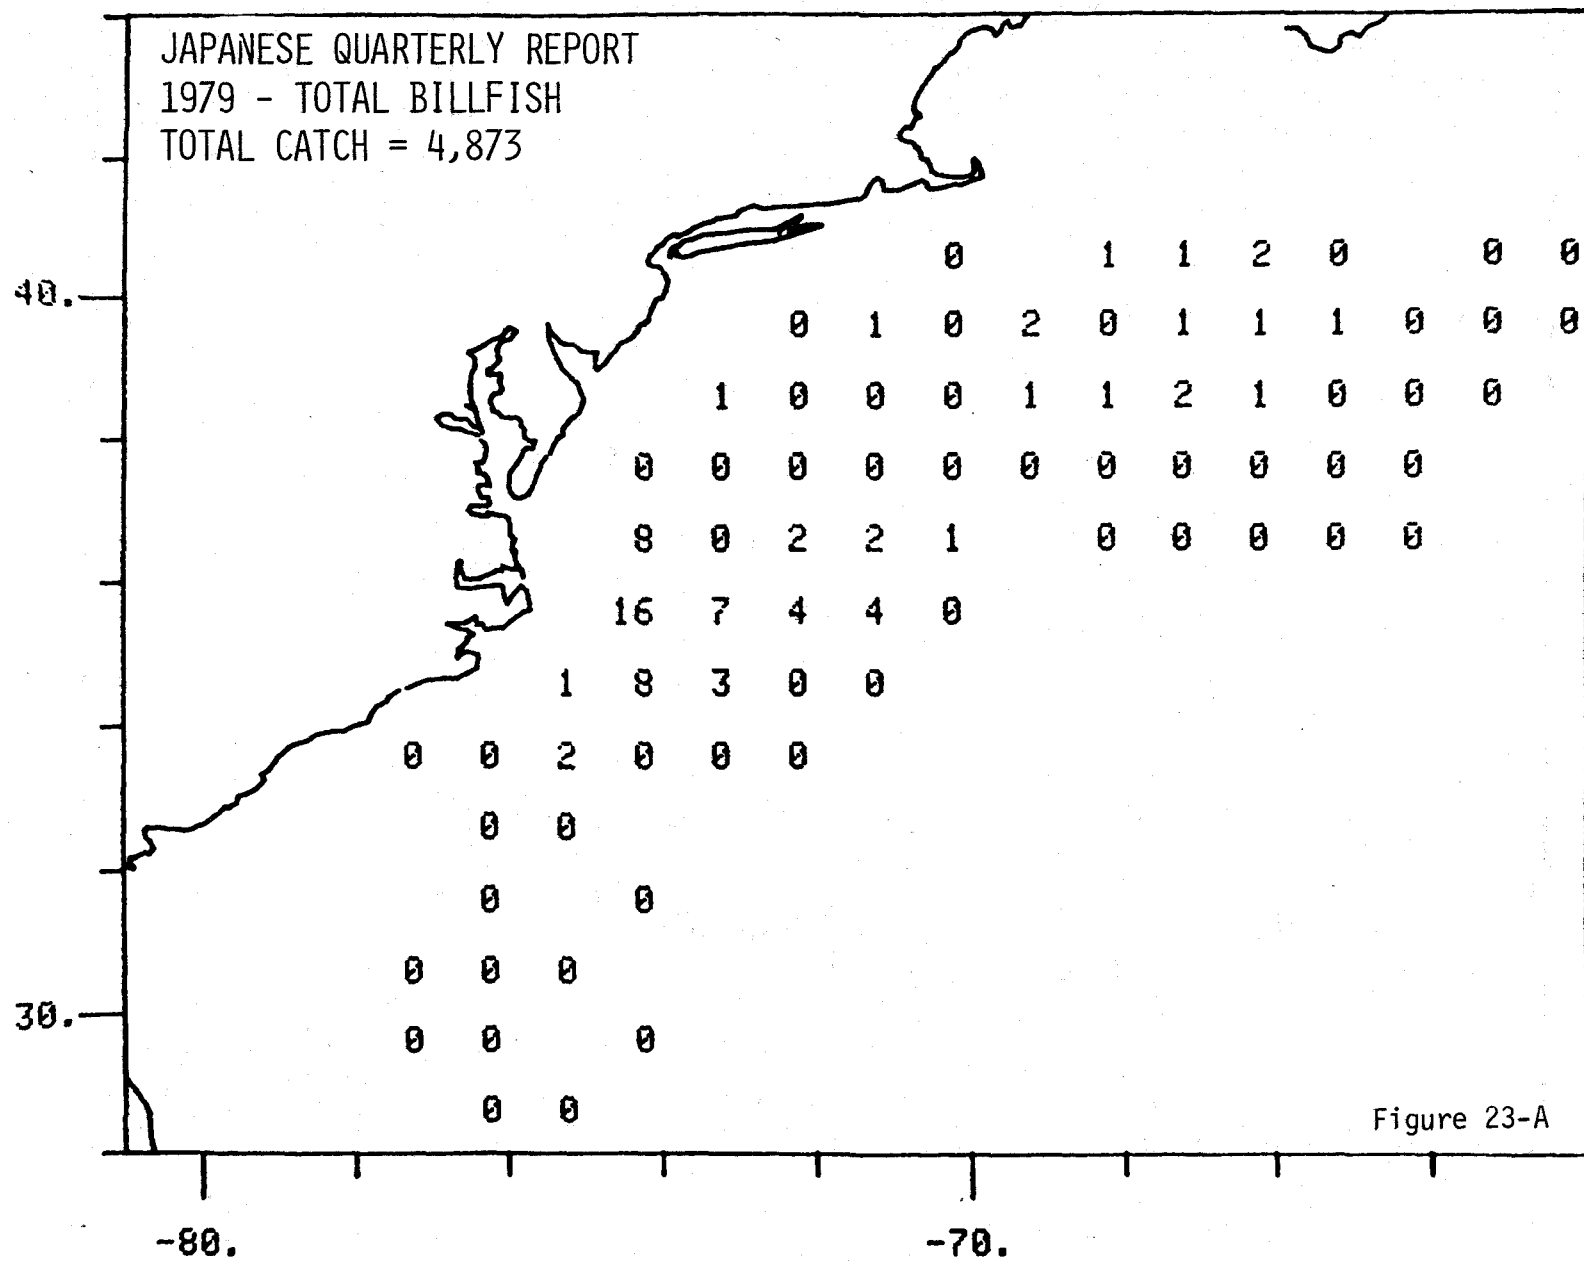 JAPANESE QUARTERLY REPORT
1979 - TOTAL BILLFISH
TOTAL CATCH = 4,873
0 1 1 2 0 0 0
40.
0 1 0 2 0 1 1 1 0 0 0
1 0 0 0 1 1 2 1 0 0 0
0 0 0 0 0 0 0 0 0 0 0
8 0 2 2 1 0 0 0 0 0
16 7 4 4 0
1 8 3 0 0
0 0 2 0 0 0
0 0
0 0
0 0 0
30.
0 0 0
0 0
Figure 23-A
-80. -70.